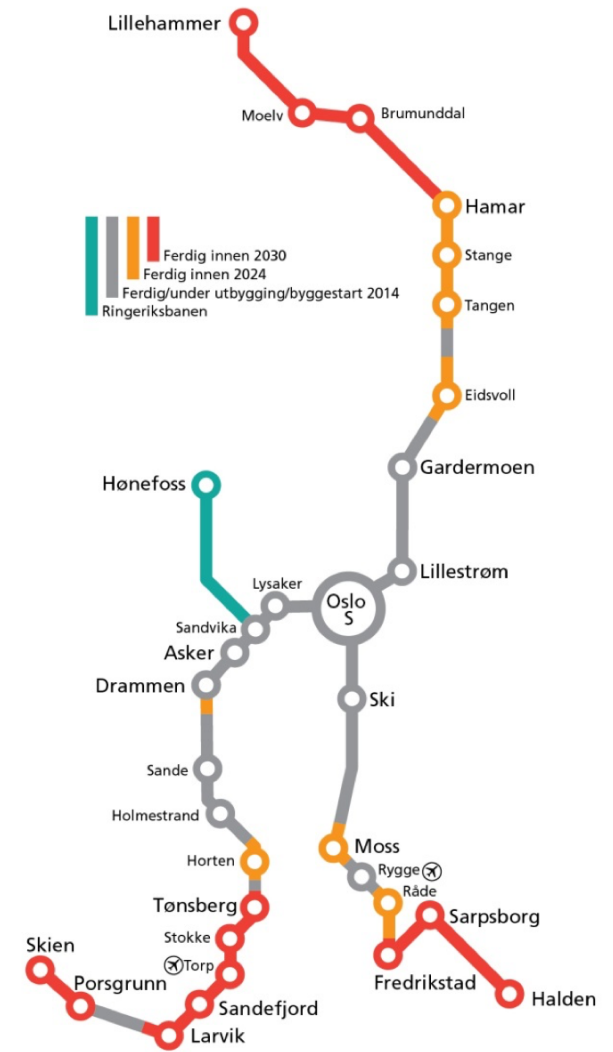 Lillehammer
Moelv
Brumunddal
Hamar
Stange
Ferdig innen 2030
Ferdig innen 2024
Ferdig/under utbygging/byggestart 2014
Ringeriksbanen
Tangen
Eidsvoll
Gardermoen
Hønefoss
Lillestrøm
Lysaker
Oslo
S
Sandvika
Asker
Drammen
Ski
Sande
Holmestrand
Moss
Horten
Rygge
Råde
Tønsberg
Sarpsborg
Stokke
Skien
Torp
Porsgrunn
Fredrikstad
Halden
Sandefjord
Larvik